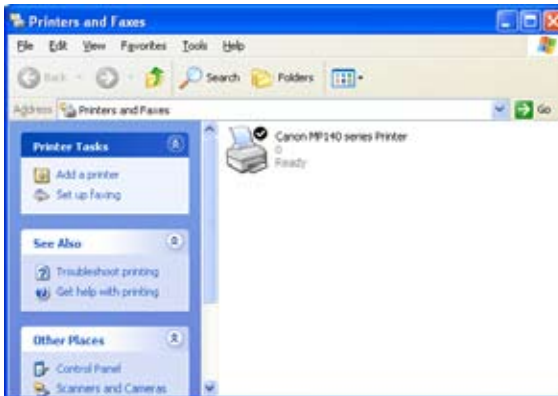 Printers and Faxes
File Edit View Favorites Tools Help
Back Search Folders
Address Printers and Faxes Go
Printer Tasks
Add a printer
Set up faxing
See Also
Troubleshoot printing
Get help with printing
Other Places
Control Panel
Scanners and Cameras
Canon MP140 series Printer
0
Ready